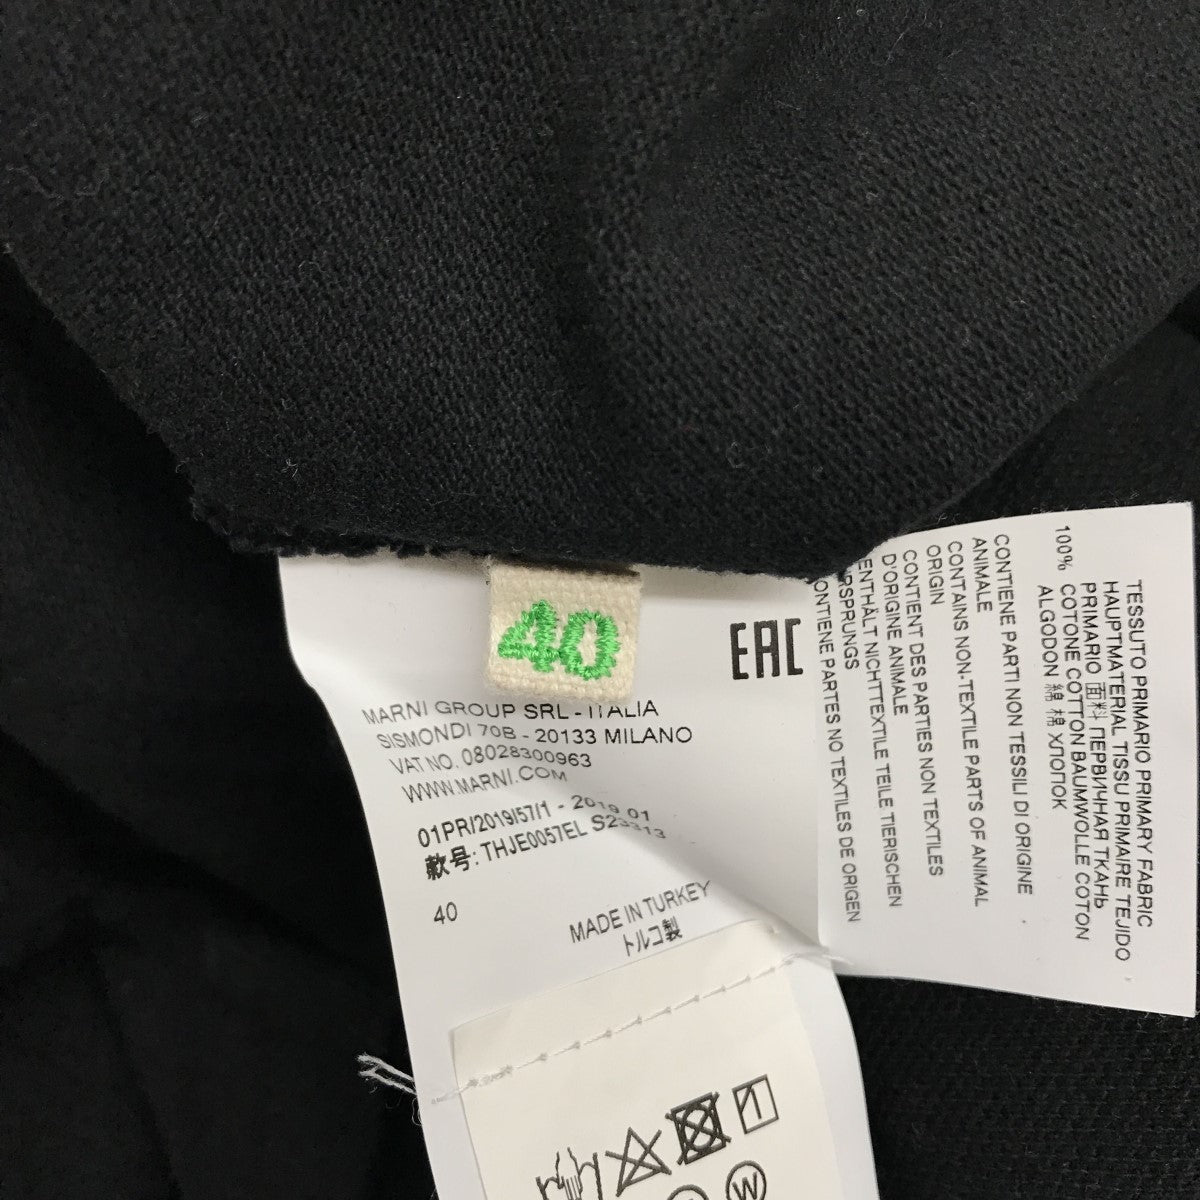 40
EAC
MARNI GROUP SRL - ITALIA
SISMONDI 70B - 20133 MILANO
VAT NO. 08028300963
WWW.MARNI.COM
01PR/2019/57/1 - 2019 01
款号: THJE0057EL S23313
40
MADE IN TURKEY
トルコ製
W
TESSUTO PRIMARIO PRIMARY FABRIC
HAUPTMATERIAL TISSU PRIMAIRE TEJIDO
PRIMARIO 面料 ПЕРВИЧНАЯ ТКАНЬ
100% COTONE COTTON BAUMWOLLE COTON
ALGODON 綿 棉 ХЛОПОК
CONTIENE PARTI NON TESSILI DI ORIGINE
ANIMALE
CONTAINS NON-TEXTILE PARTS OF ANIMAL
ORIGIN
CONTIENT DES PARTIES NON TEXTILES
D'ORIGINE ANIMALE
ENTHÄLT NICHTTEXTILE TEILE TIERISCHEN
URSPRUNGS
CONTIENE PARTES NO TEXTILES DE ORIGEN